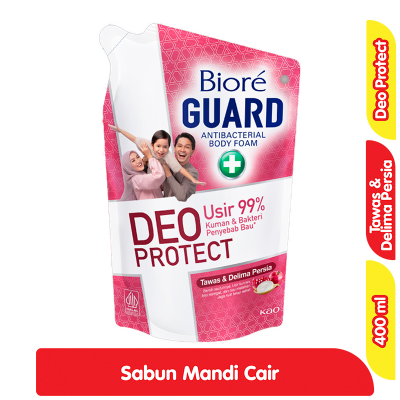 Bioré
GUARD
ANTIBACTERIAL
BODY FOAM
Usir 99%
Kuman & Bakteri
Penyebab Bau*
DEO
PROTECT
Tawas & Delima Persia
Kao
Deo Protect
Tawas &
Delima Persia
400 ml
Sabun Mandi Cair